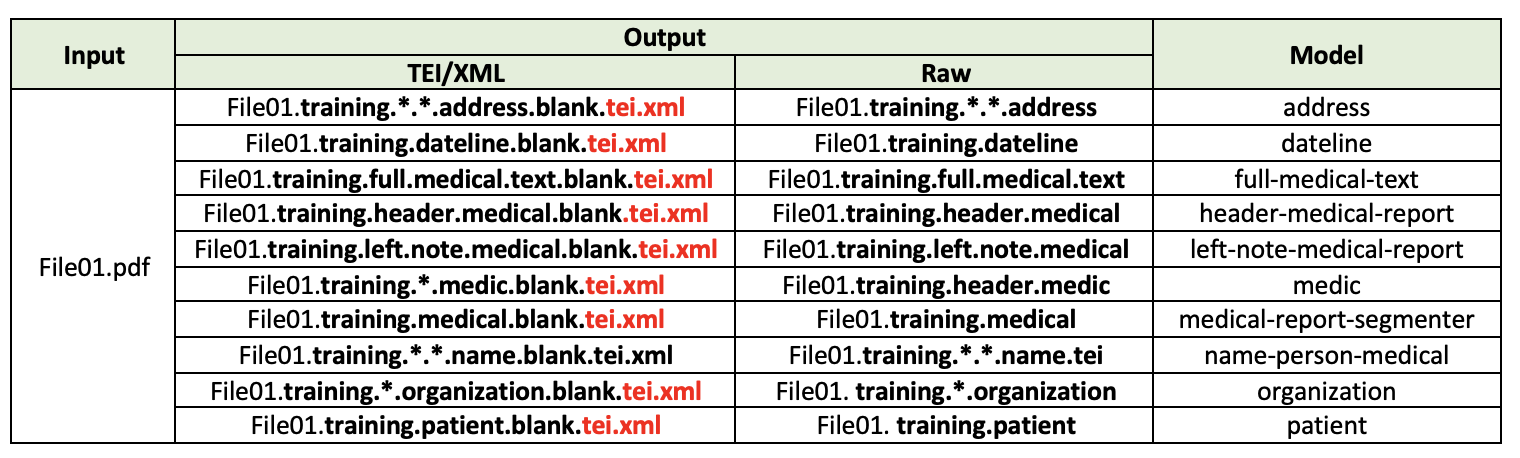 Input Output Model
TEI/XML Raw
File01.training.*.*.address.blank.tei.xml File01.training.*.*.address address
File01.training.dateline.blank.tei.xml File01.training.dateline dateline
File01.training.full.medical.text.blank.tei.xml File01.training.full.medical.text full-medical-text
File01.training.header.medical.blank.tei.xml File01.training.header.medical header-medical-report
File01.training.left.note.medical.blank.tei.xml File01.training.left.note.medical left-note-medical-report
File01.pdf File01.training.*.medic.blank.tei.xml File01.training.header.medic medic
File01.training.medical.blank.tei.xml File01.training.medical medical-report-segmenter
File01.training.*.*.name.blank.tei.xml File01.training.*.*.name.tei name-person-medical
File01.training.*.organization.blank.tei.xml File01. training.*.organization organization
File01.training.patient.blank.tei.xml File01. training.patient patient